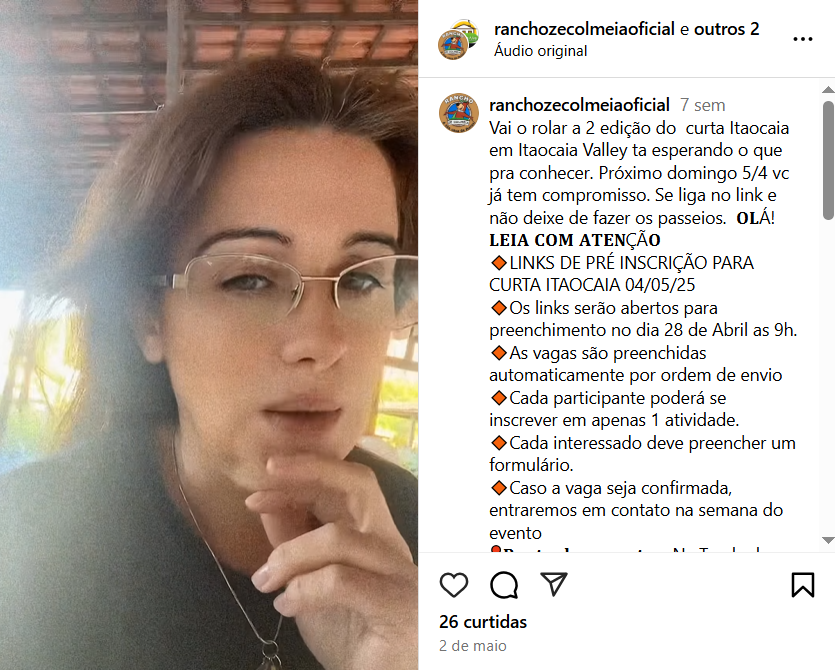 ranchozecolmeiaoficial e outros 2
Áudio original
ranchozecolmeiaoficial 7 sem
Vai o rolar a 2 edição do curta Itaocaia
em Itaocaia Valley ta esperando o que
pra conhecer. Próximo domingo 5/4 vc
já tem compromisso. Se liga no link e
não deixe de fazer os passeios. 𝐎𝐋Á!
𝐋𝐄𝐈𝐀 𝐂𝐎𝐌 𝐀𝐓𝐄𝐍ÇÃ𝐎
🔸LINKS DE PRÉ INSCRIÇÃO PARA
CURTA ITAOCAIA 04/05/25
🔸Os links serão abertos para
preenchimento no dia 28 de Abril as 9h.
🔸As vagas são preenchidas
automaticamente por ordem de envio
🔸Cada participante poderá se
inscrever em apenas 1 atividade.
🔸Cada interessado deve preencher um
formulário.
🔸Caso a vaga seja confirmada,
entraremos em contato na semana do
evento
26 curtidas
2 de maio